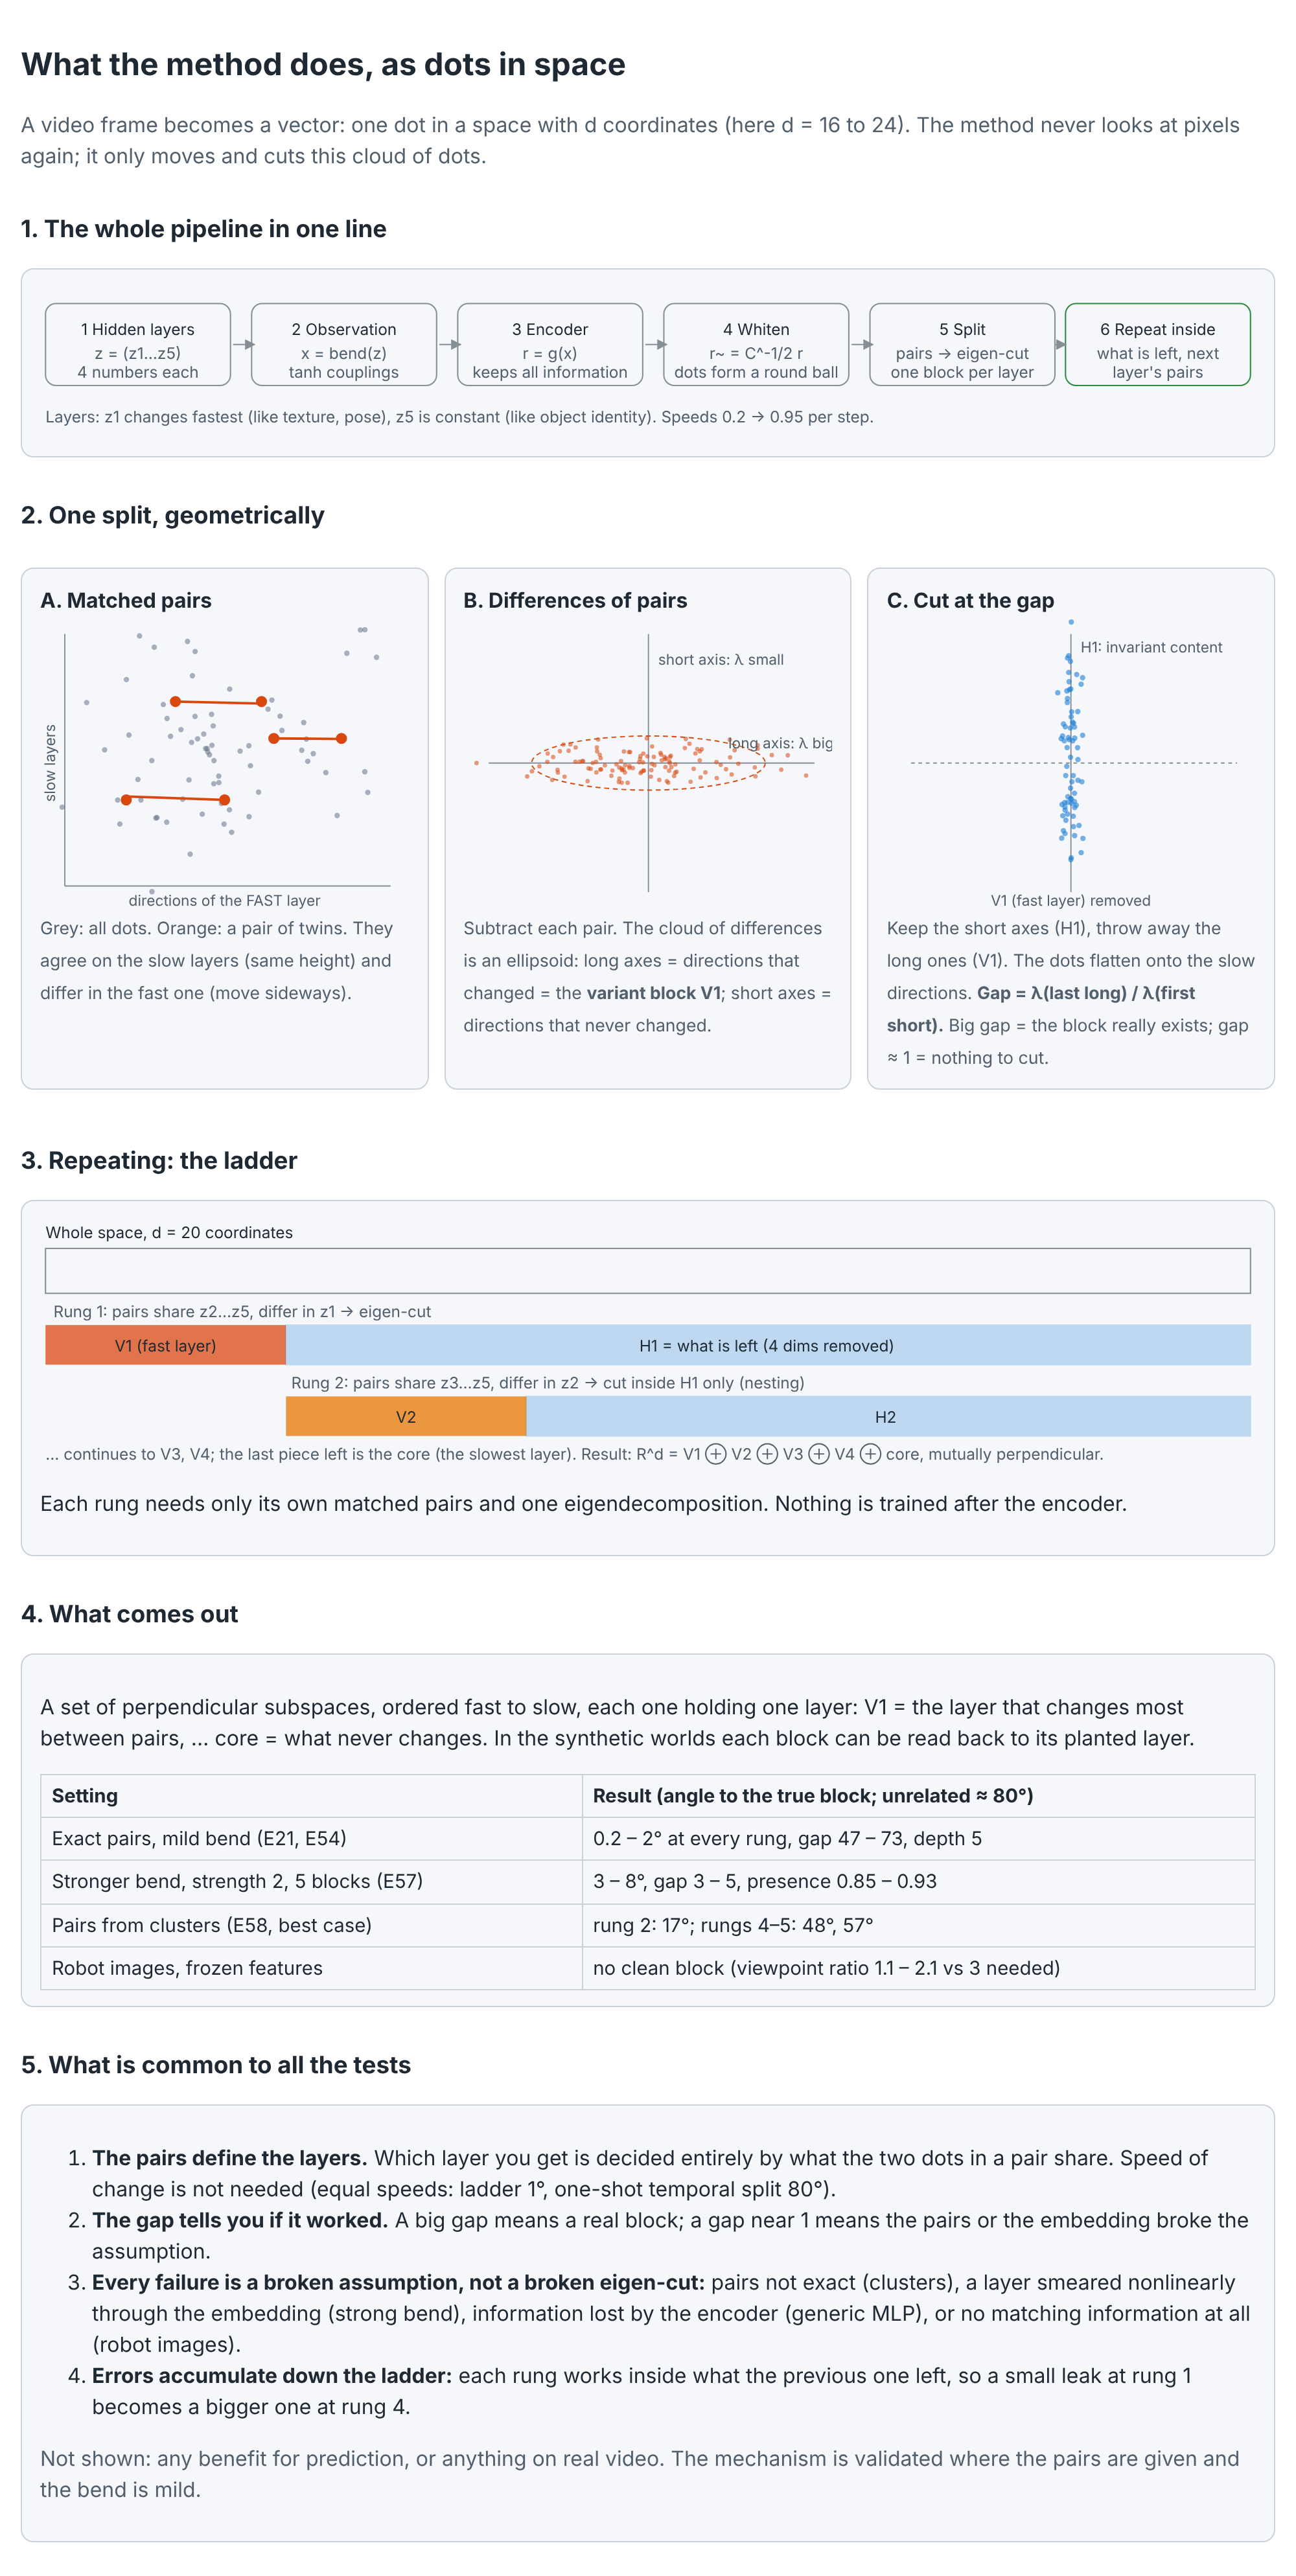 What the method does, as dots in space
A video frame becomes a vector: one dot in a space with d coordinates (here d = 16 to 24). The method never looks at pixels
again; it only moves and cuts this cloud of dots.
1. The whole pipeline in one line
1 Hidden layers
z = (z1...z5)
4 numbers each
2 Observation
x = bend(z)
tanh couplings
3 Encoder
r = g(x)
keeps all information
4 Whiten
r~ = C^-1/2 r
dots form a round ball
5 Split
pairs → eigen-cut
one block per layer
6 Repeat inside
what is left, next
layer's pairs
Layers: z1 changes fastest (like texture, pose), z5 is constant (like object identity). Speeds 0.2 → 0.95 per step.
2. One split, geometrically
A. Matched pairs
slow layers
directions of the FAST layer
Grey: all dots. Orange: a pair of twins. They
agree on the slow layers (same height) and
differ in the fast one (move sideways).
B. Differences of pairs
short axis: λ small
long axis: λ big
Subtract each pair. The cloud of differences
is an ellipsoid: long axes = directions that
changed = the variant block V1; short axes =
directions that never changed.
C. Cut at the gap
H1: invariant content
V1 (fast layer) removed
Keep the short axes (H1), throw away the
long ones (V1). The dots flatten onto the slow
directions. Gap = λ(last long) / λ(first
short). Big gap = the block really exists; gap
≈ 1 = nothing to cut.
3. Repeating: the ladder
Whole space, d = 20 coordinates
Rung 1: pairs share z2...z5, differ in z1 → eigen-cut
V1 (fast layer)
H1 = what is left (4 dims removed)
Rung 2: pairs share z3...z5, differ in z2 → cut inside H1 only (nesting)
V2
H2
... continues to V3, V4; the last piece left is the core (the slowest layer). Result: R^d = V1 ⊕ V2 ⊕ V3 ⊕ V4 ⊕ core, mutually perpendicular.
Each rung needs only its own matched pairs and one eigendecomposition. Nothing is trained after the encoder.
4. What comes out
A set of perpendicular subspaces, ordered fast to slow, each one holding one layer: V1 = the layer that changes most
between pairs, ... core = what never changes. In the synthetic worlds each block can be read back to its planted layer.
Setting
Result (angle to the true block; unrelated ≈ 80°)
Exact pairs, mild bend (E21, E54)
0.2 – 2° at every rung, gap 47 – 73, depth 5
Stronger bend, strength 2, 5 blocks (E57)
3 – 8°, gap 3 – 5, presence 0.85 – 0.93
Pairs from clusters (E58, best case)
rung 2: 17°; rungs 4–5: 48°, 57°
Robot images, frozen features
no clean block (viewpoint ratio 1.1 – 2.1 vs 3 needed)
5. What is common to all the tests
1. The pairs define the layers. Which layer you get is decided entirely by what the two dots in a pair share. Speed of
change is not needed (equal speeds: ladder 1°, one-shot temporal split 80°).
2. The gap tells you if it worked. A big gap means a real block; a gap near 1 means the pairs or the embedding broke the
assumption.
3. Every failure is a broken assumption, not a broken eigen-cut: pairs not exact (clusters), a layer smeared nonlinearly
through the embedding (strong bend), information lost by the encoder (generic MLP), or no matching information at all
(robot images).
4. Errors accumulate down the ladder: each rung works inside what the previous one left, so a small leak at rung 1
becomes a bigger one at rung 4.
Not shown: any benefit for prediction, or anything on real video. The mechanism is validated where the pairs are given and
the bend is mild.